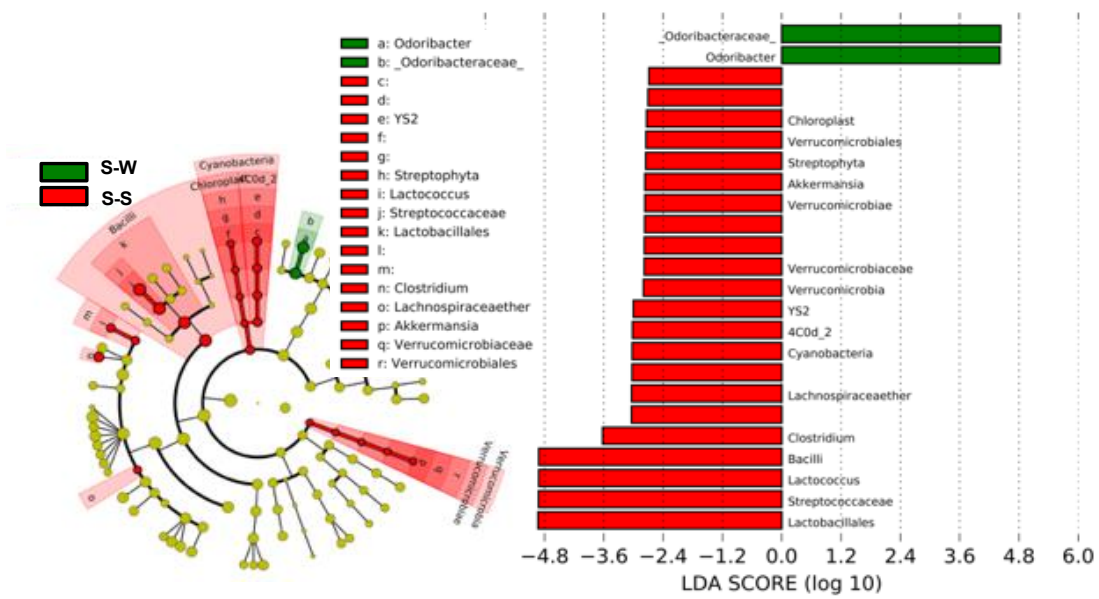 S-W
S-S
a: Odoribacter
b: _Odoribacteraceae_
c:
d:
e: YS2
f:
g:
h: Streptophyta
i: Lactococcus
j: Streptococcaceae
k: Lactobacillales
l:
m:
n: Clostridium
o: Lachnospiraceaether
p: Akkermansia
q: Verrucomicrobiaceae
r: Verrucomicrobiales
Cyanobacteria
Chloroplast
4C0d_2
h
e
g
d
f
c
b
Bacilli
k
m
o
q
r
Verrucomicrobiae
Verrucomicrobia
_Odoribacteraceae_
Odoribacter
Chloroplast
Verrucomicrobiales
Streptophyta
Akkermansia
Verrucomicrobiae
Verrucomicrobiaceae
Verrucomicrobia
YS2
4C0d_2
Cyanobacteria
Lachnospiraceaether
Clostridium
Bacilli
Lactococcus
Streptococcaceae
Lactobacillales
−4.8 −3.6 −2.4 −1.2 0.0 1.2 2.4 3.6 4.8 6.0
LDA SCORE (log 10)